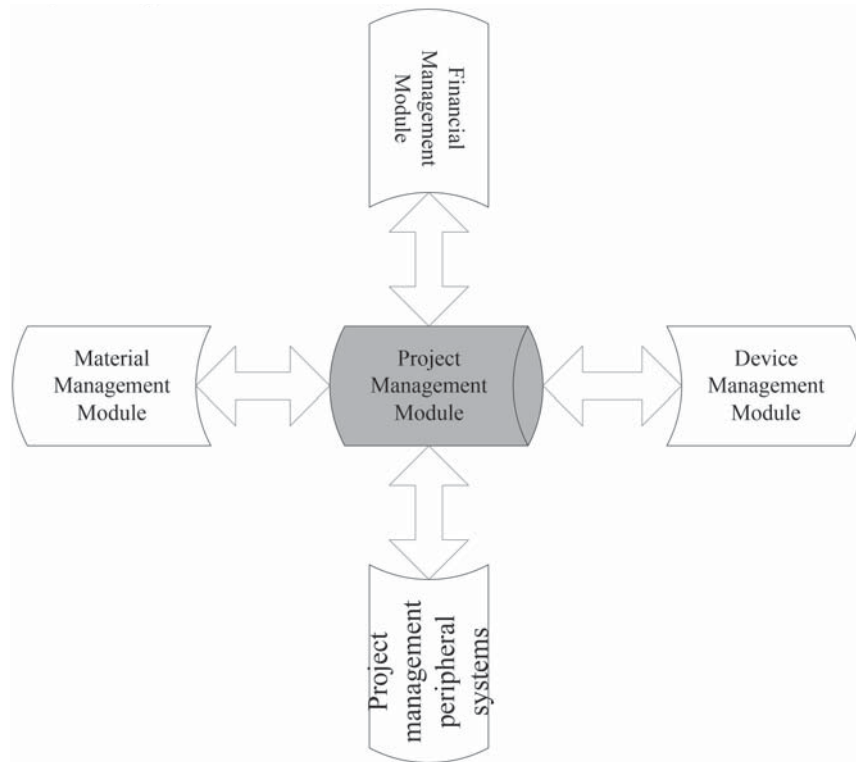 Financial
Management
Module
Material
Management
Module
Project
Management
Module
Device
Management
Module
Project
management
peripheral
systems